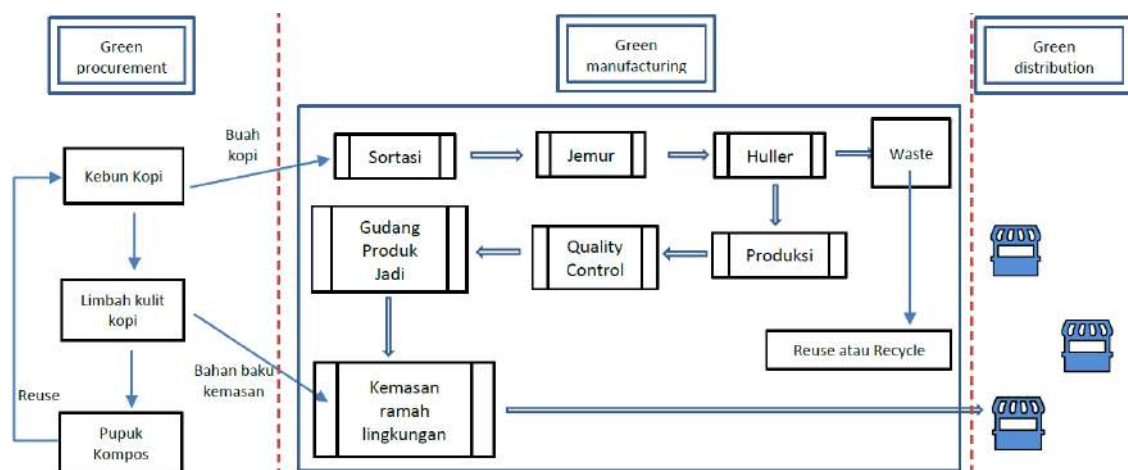 Green
procurement
Green
manufacturing
Green
distribution
Buah
kopi
Kebun Kopi
Sortasi
Jemur
Huller
Waste
Gudang
Produk
Jadi
Quality
Control
Produksi
Limbah kulit
kopi
Bahan baku
kemasan
Reuse atau Recycle
Reuse
Kemasan
ramah
lingkungan
Pupuk
Kompos